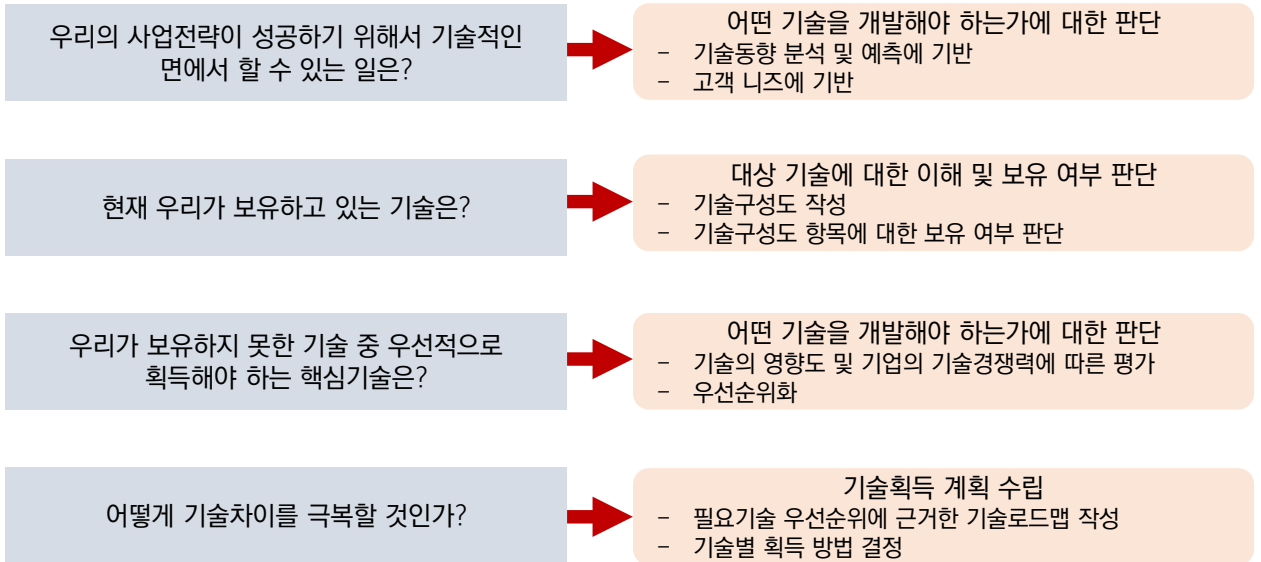 우리의 사업전략이 성공하기 위해서 기술적인
면에서 할 수 있는 일은?
어떤 기술을 개발해야 하는가에 대한 판단
- 기술동향 분석 및 예측에 기반
- 고객 니즈에 기반
현재 우리가 보유하고 있는 기술은?
대상 기술에 대한 이해 및 보유 여부 판단
- 기술구성도 작성
- 기술구성도 항목에 대한 보유 여부 판단
우리가 보유하지 못한 기술 중 우선적으로
획득해야 하는 핵심기술은?
어떤 기술을 개발해야 하는가에 대한 판단
- 기술의 영향도 및 기업의 기술경쟁력에 따른 평가
- 우선순위화
어떻게 기술차이를 극복할 것인가?
기술획득 계획 수립
- 필요기술 우선순위에 근거한 기술로드맵 작성
- 기술별 획득 방법 결정